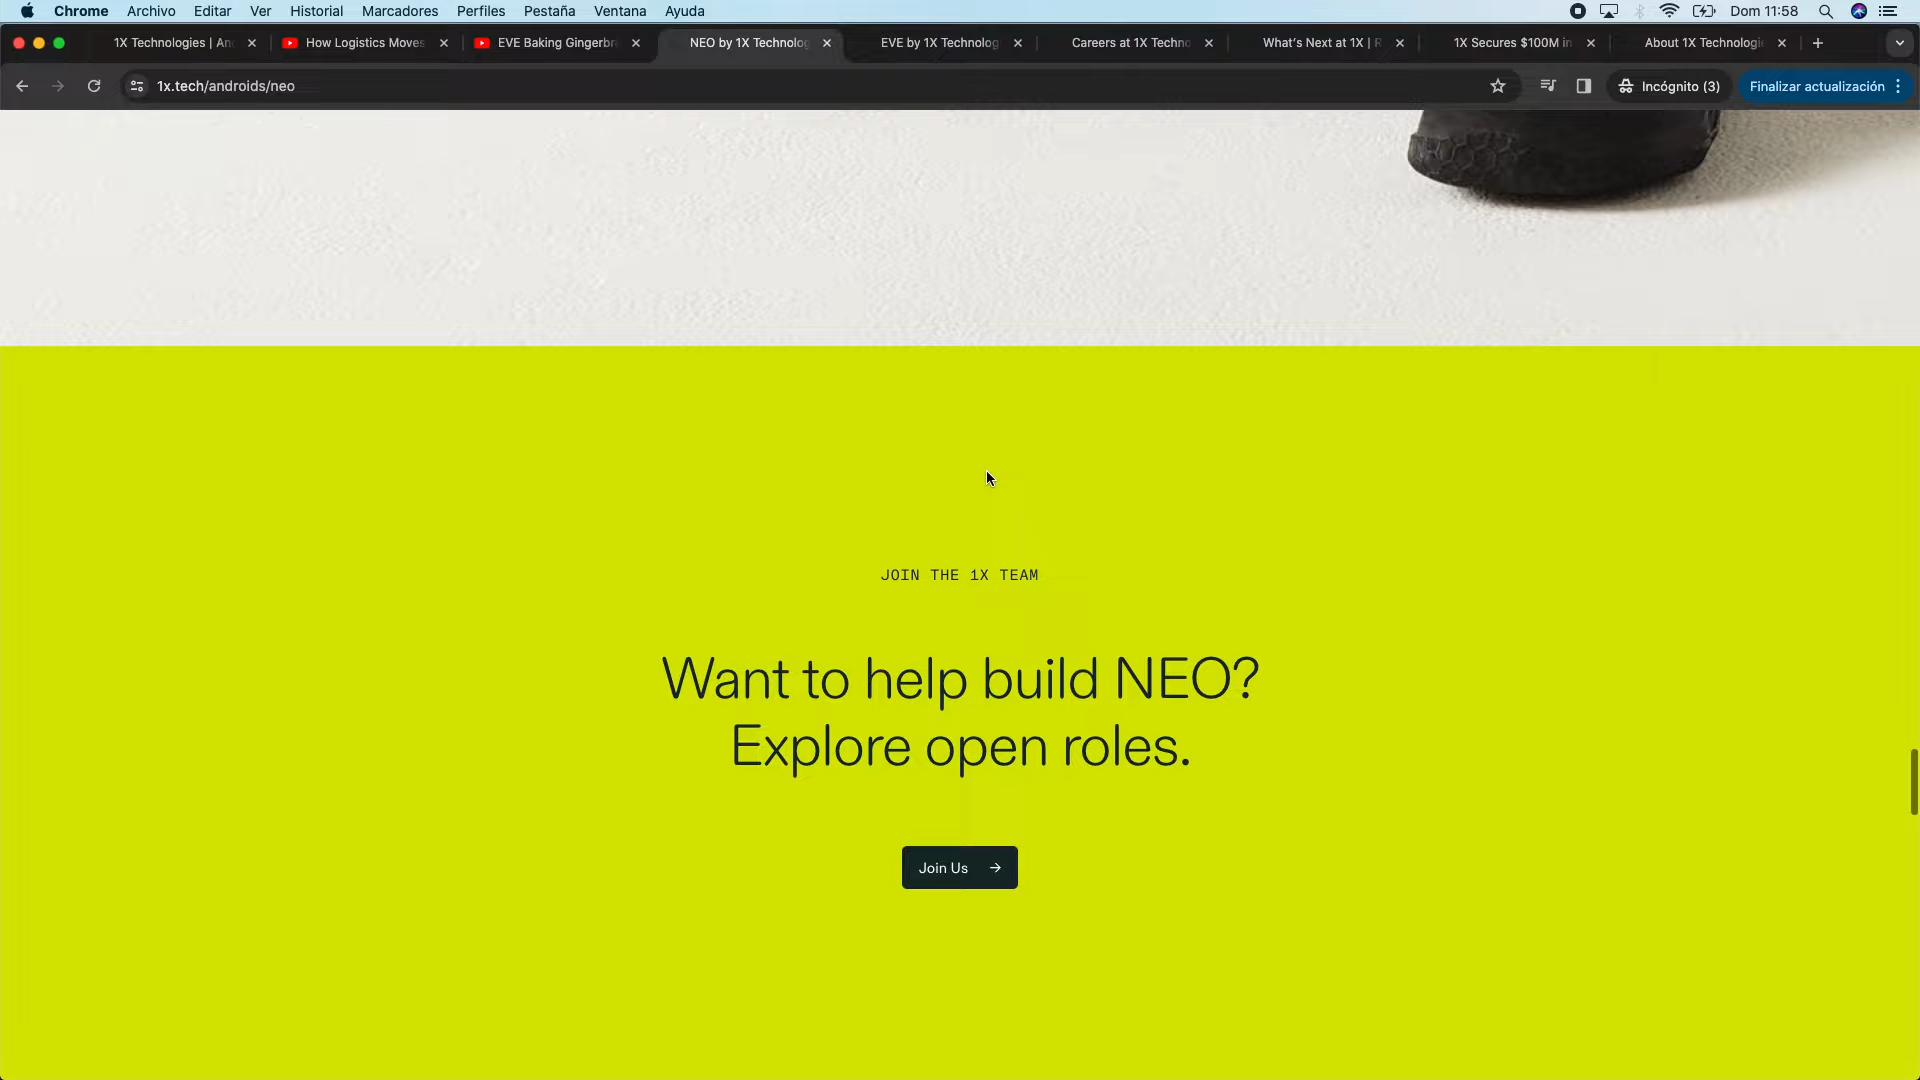 Chrome Archivo Editar Ver Historial Marcadores Perfiles Pestaña Ventana Ayuda Dom 11:58
1X Technologies | An How Logistics Moves EVE Baking Gingerbr NEO by 1X Technolog EVE by 1X Technolog Careers at 1X Techno What's Next at 1X | R 1X Secures $100M in About 1X Technologi
1x.tech/androids/neo Incógnito (3) Finalizar actualización
JOIN THE 1X TEAM
Want to help build NEO?
Explore open roles.
Join Us →